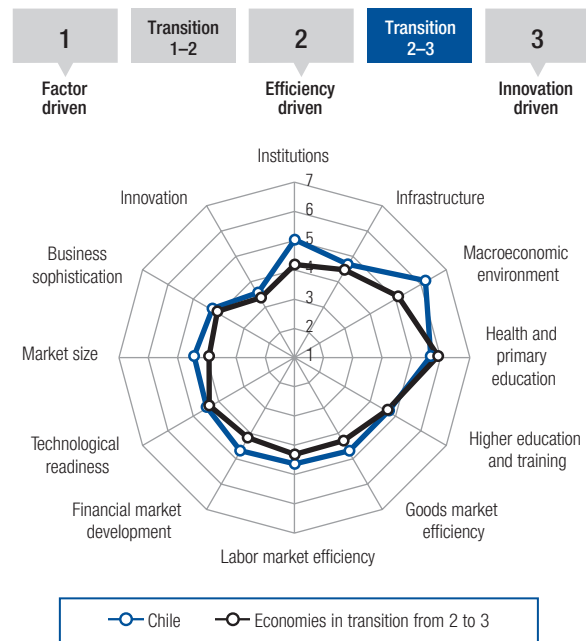 1
Transition
1–2
2
Transition
2–3
3
Factor
driven
Efficiency
driven
Innovation
driven
Institutions
7
6
5
4
3
2
1
Infrastructure
Macroeconomic
environment
Health and
primary
education
Higher education
and training
Goods market
efficiency
Labor market efficiency
Financial market
development
Technological
readiness
Market size
Business
sophistication
Innovation
Chile
Economies in transition from 2 to 3